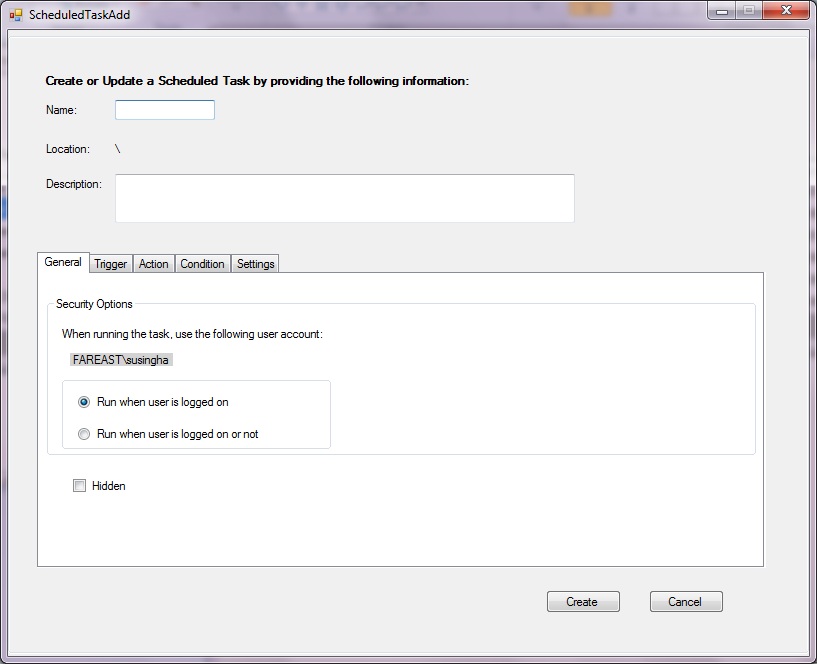 ScheduledTaskAdd
Create or Update a Scheduled Task by providing the following information:
Name:
Location: \
Description:
General Trigger Action Condition Settings
Security Options
When running the task, use the following user account:
FAREAST\susingha
Run when user is logged on
Run when user is logged on or not
Hidden
Create Cancel